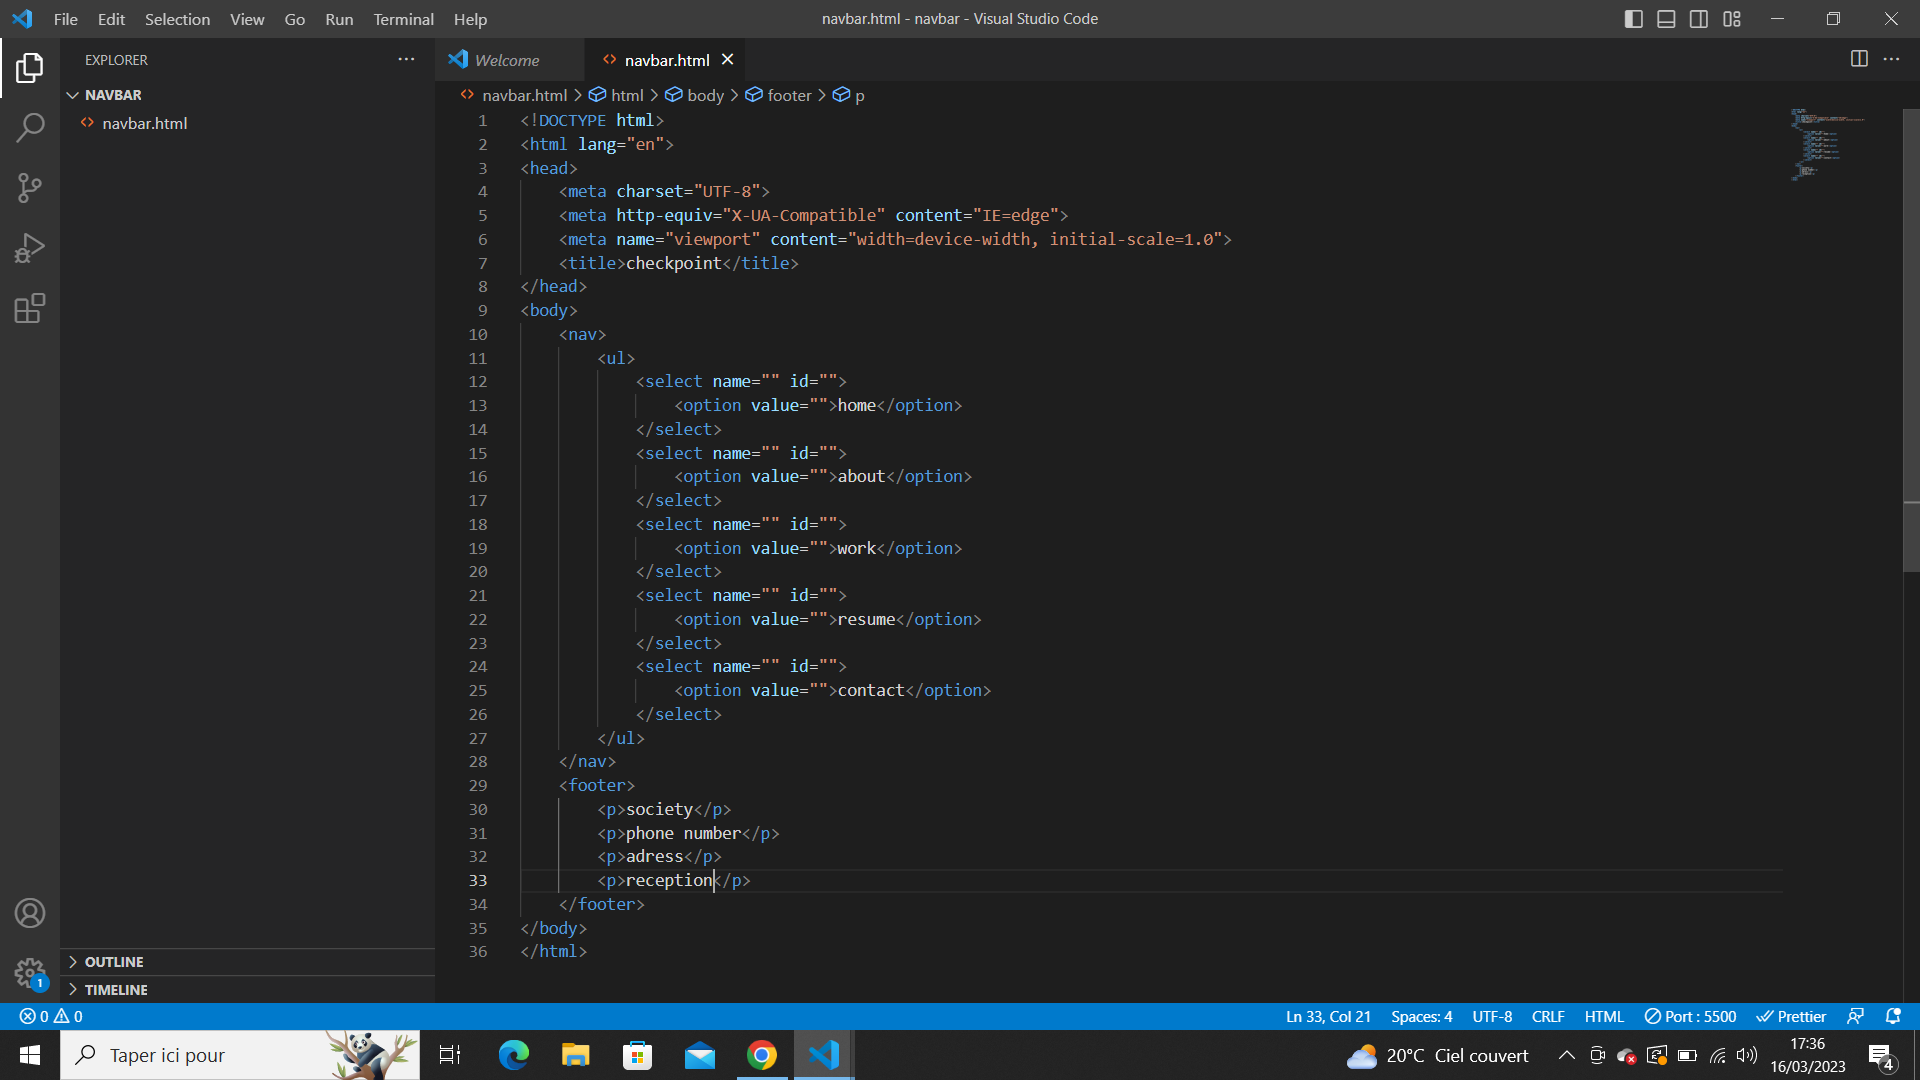 File Edit Selection View Go Run Terminal Help
navbar.html - navbar - Visual Studio Code
EXPLORER
NAVBAR
navbar.html
OUTLINE
TIMELINE
Welcome
navbar.html
navbar.html > html > body > footer > p
1 <!DOCTYPE html>
2 <html lang="en">
3 <head>
4 <meta charset="UTF-8">
5 <meta http-equiv="X-UA-Compatible" content="IE=edge">
6 <meta name="viewport" content="width=device-width, initial-scale=1.0">
7 <title>checkpoint</title>
8 </head>
9 <body>
10 <nav>
11 <ul>
12 <select name="" id="">
13 <option value="">home</option>
14 </select>
15 <select name="" id="">
16 <option value="">about</option>
17 </select>
18 <select name="" id="">
19 <option value="">work</option>
20 </select>
21 <select name="" id="">
22 <option value="">resume</option>
23 </select>
24 <select name="" id="">
25 <option value="">contact</option>
26 </select>
27 </ul>
28 </nav>
29 <footer>
30 <p>society</p>
31 <p>phone number</p>
32 <p>adress</p>
33 <p>reception</p>
34 </footer>
35 </body>
36 </html>
1
0 0
Ln 33, Col 21 Spaces: 4 UTF-8 CRLF HTML Port : 5500 Prettier
Taper ici pour
20°C Ciel couvert
17:36
16/03/2023
4